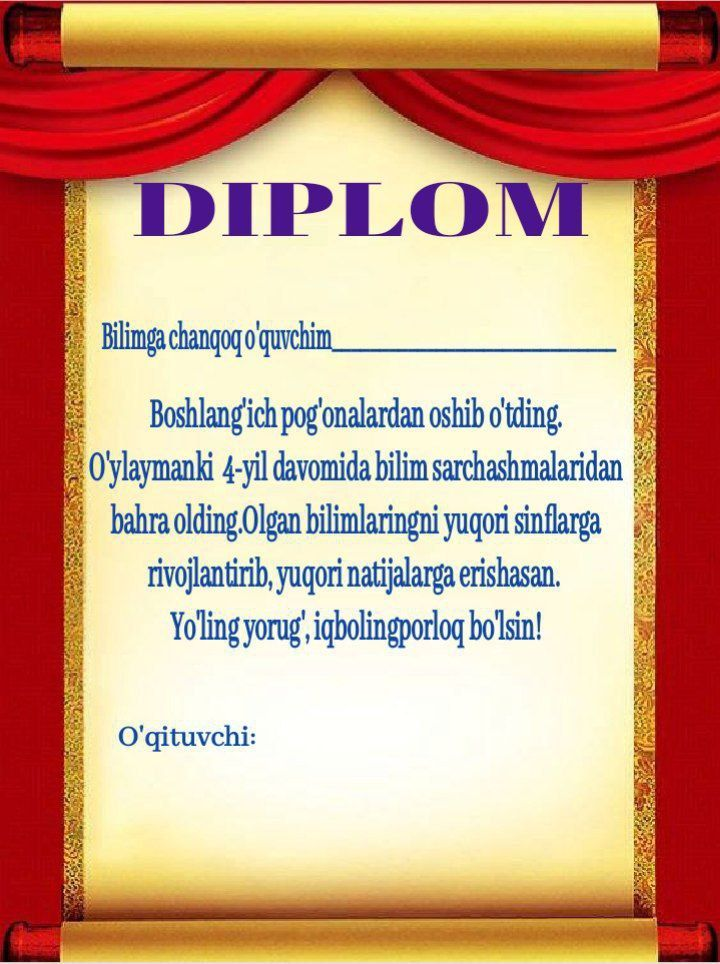 DIPLOM
Bilimga chanqoq o'quvchim______________________
Boshlang'ich pog'onalardan oshib o'tding.
O'ylaymanki 4-yil davomida bilim sarchashmalaridan
bahra olding.Olgan bilimlaringni yuqori sinflarga
rivojlantirib, yuqori natijalarga erishasan.
Yo'ling yorug', iqbolingporloq bo'lsin!
O'qituvchi: